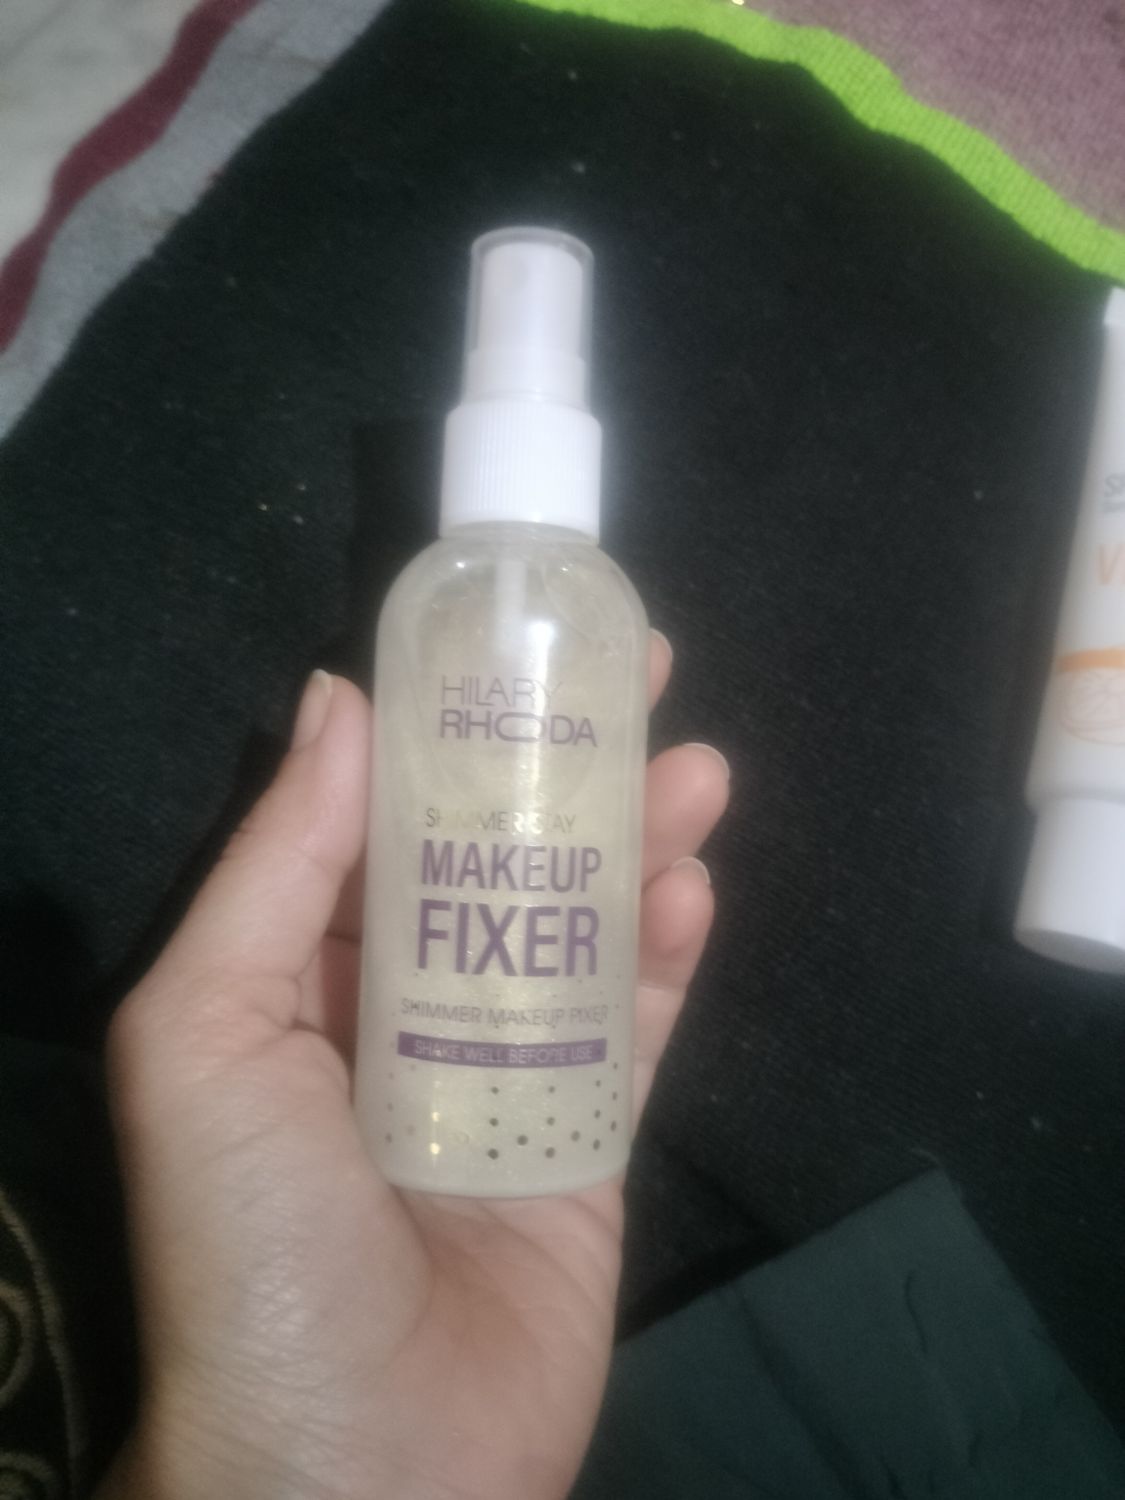 HILARY
RHODA
SHIMMER STAY
MAKEUP
FIXER
SHIMMER MAKEUP FIXER
SHAKE WELL BEFORE USE